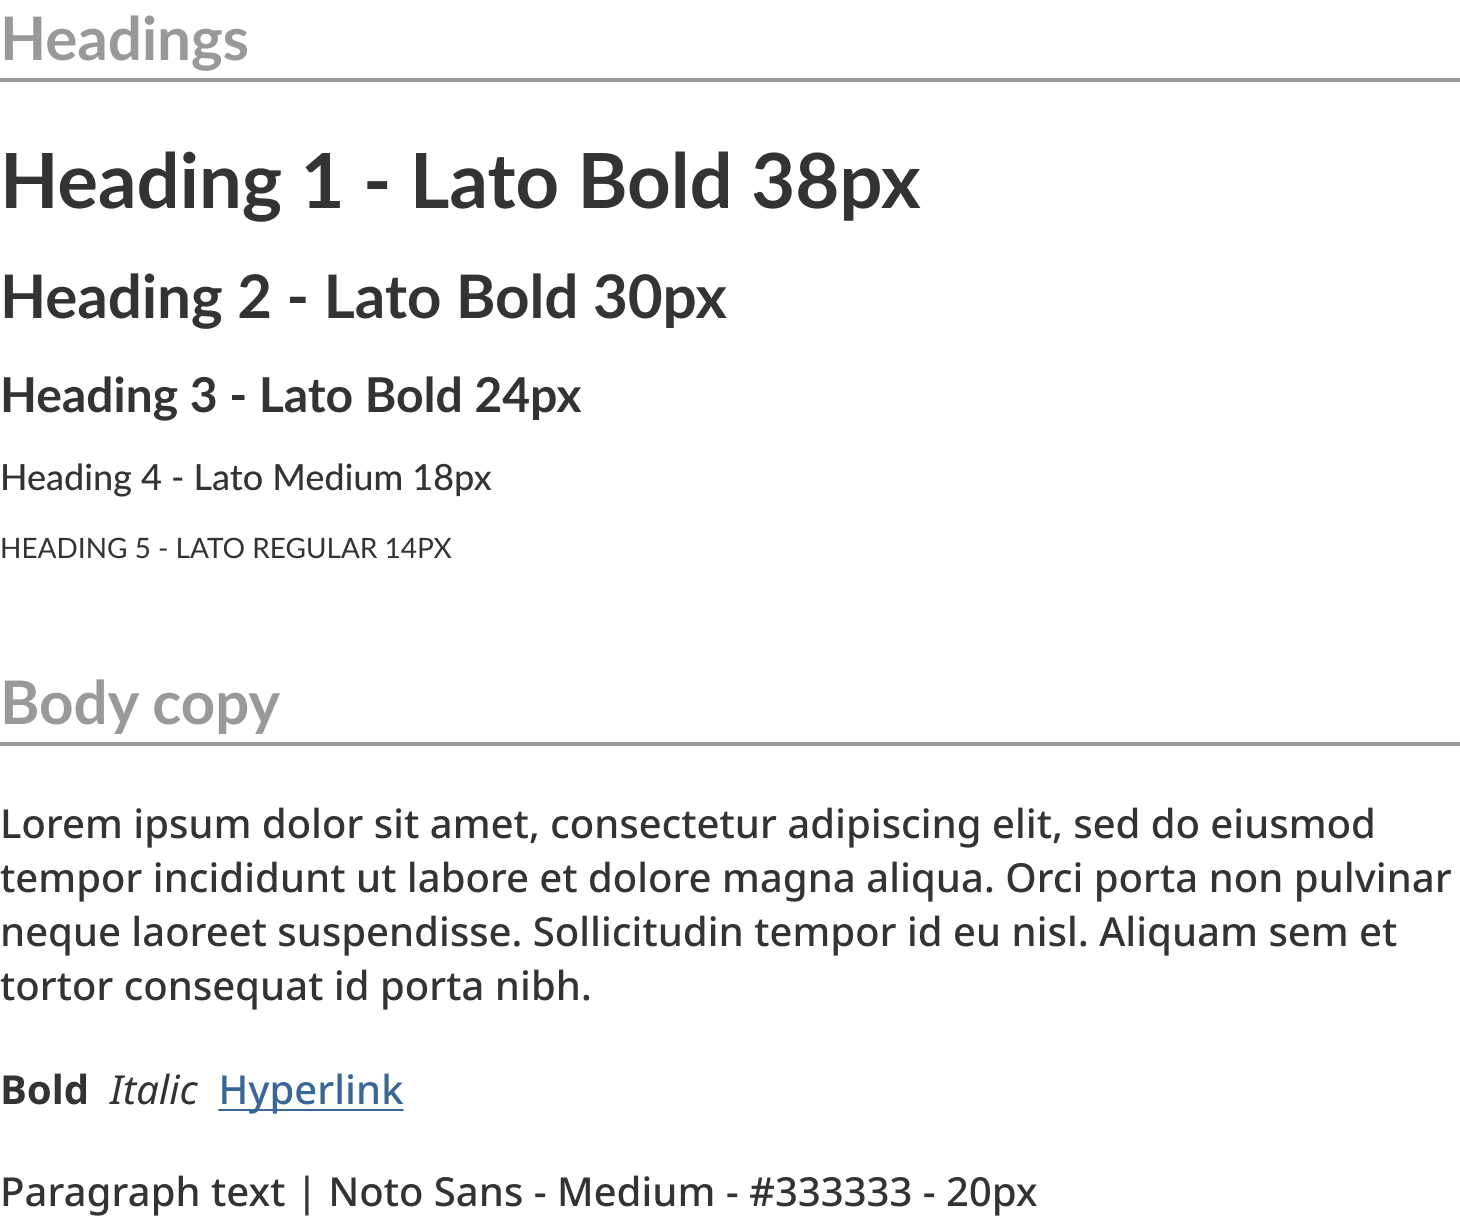 Headings
Heading 1 - Lato Bold 38px
Heading 2 - Lato Bold 30px
Heading 3 - Lato Bold 24px
Heading 4 - Lato Medium 18px
HEADING 5 - LATO REGULAR 14PX
Body copy
Lorem ipsum dolor sit amet, consectetur adipiscing elit, sed do eiusmod
tempor incididunt ut labore et dolore magna aliqua. Orci porta non pulvinar
neque laoreet suspendisse. Sollicitudin tempor id eu nisl. Aliquam sem et
tortor consequat id porta nibh.
Bold Italic Hyperlink
Paragraph text | Noto Sans - Medium - #333333 - 20px